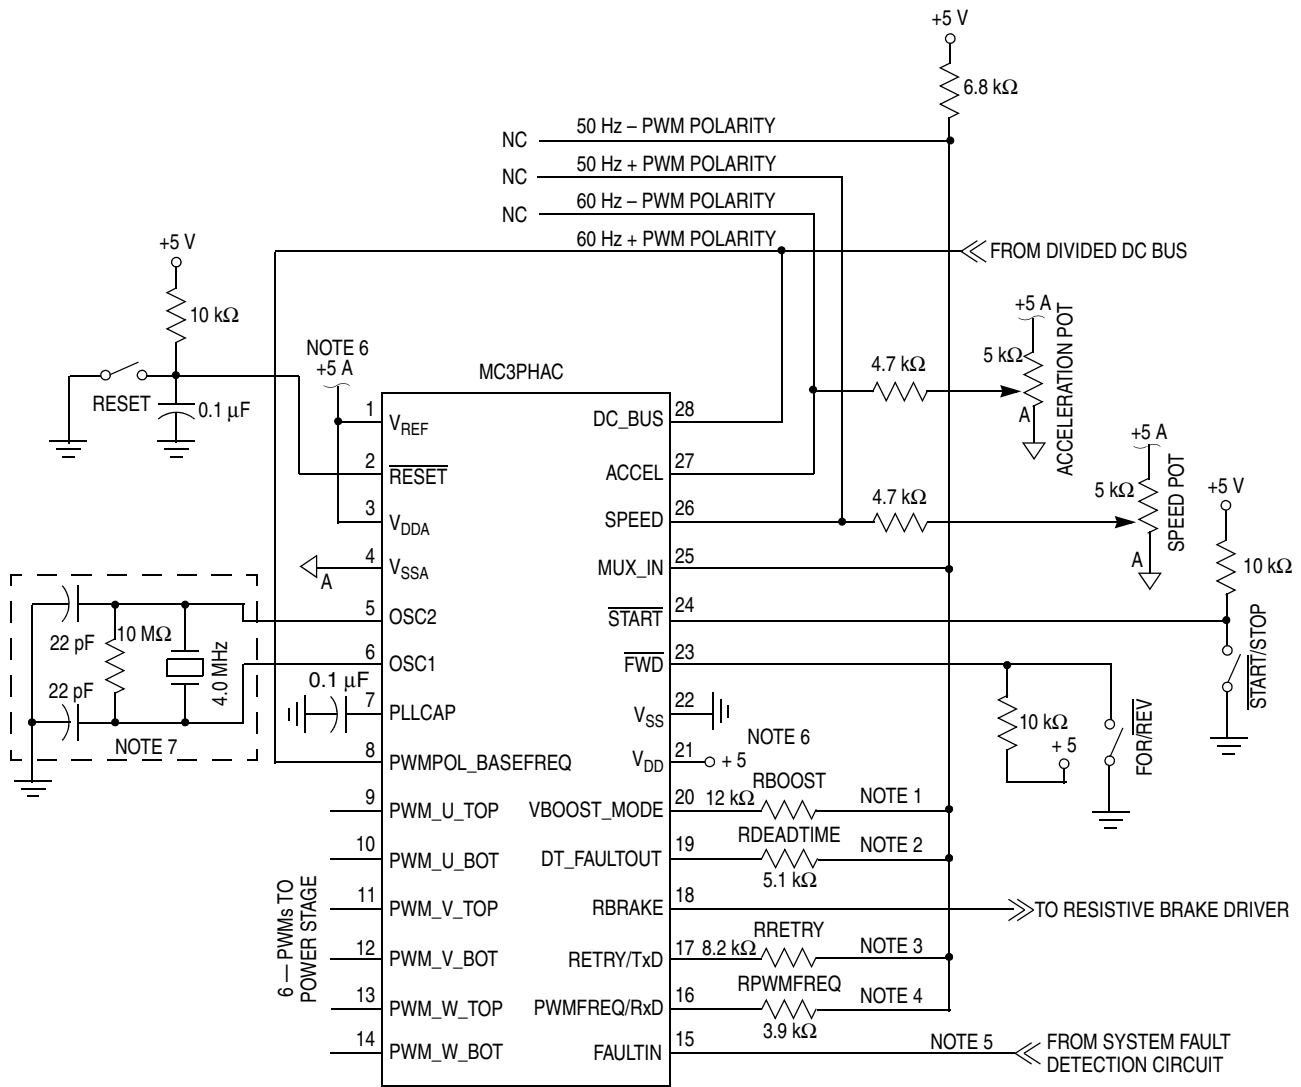 +5 V
6.8 kΩ
NC 50 Hz – PWM POLARITY
NC 50 Hz + PWM POLARITY
NC 60 Hz – PWM POLARITY
60 Hz + PWM POLARITY
FROM DIVIDED DC BUS
+5 V
10 kΩ
RESET
0.1 µF
NOTE 6
+5 A
MC3PHAC
4.7 kΩ
+5 A
5 kΩ
A
ACCELERATION POT
4.7 kΩ
+5 A
5 kΩ
A
SPEED POT
+5 V
10 kΩ
START/STOP
1 VREF
2 RESET
3 VDDA
4 VSSA
A
5 OSC2
6 OSC1
7 PLLCAP
8 PWMPOL_BASEFREQ
9 PWM_U_TOP
10 PWM_U_BOT
11 PWM_V_TOP
12 PWM_V_BOT
13 PWM_W_TOP
14 PWM_W_BOT
DC_BUS 28
ACCEL 27
SPEED 26
MUX_IN 25
START 24
FWD 23
VSS 22
VDD 21
VBOOST_MODE 20
DT_FAULTOUT 19
RBRAKE 18
RETRY/TxD 17
PWMFREQ/RxD 16
FAULTIN 15
22 pF
10 MΩ
4.0 MHz
22 pF
NOTE 7
0.1 µF
6 — PWMs TO
POWER STAGE
10 kΩ
+ 5
FOR/REV
NOTE 6
+ 5
RBOOST
12 kΩ
NOTE 1
RDEADTIME
5.1 kΩ
NOTE 2
TO RESISTIVE BRAKE DRIVER
RRETRY
8.2 kΩ
NOTE 3
RPWMFREQ
3.9 kΩ
NOTE 4
NOTE 5
FROM SYSTEM FAULT
DETECTION CIRCUIT